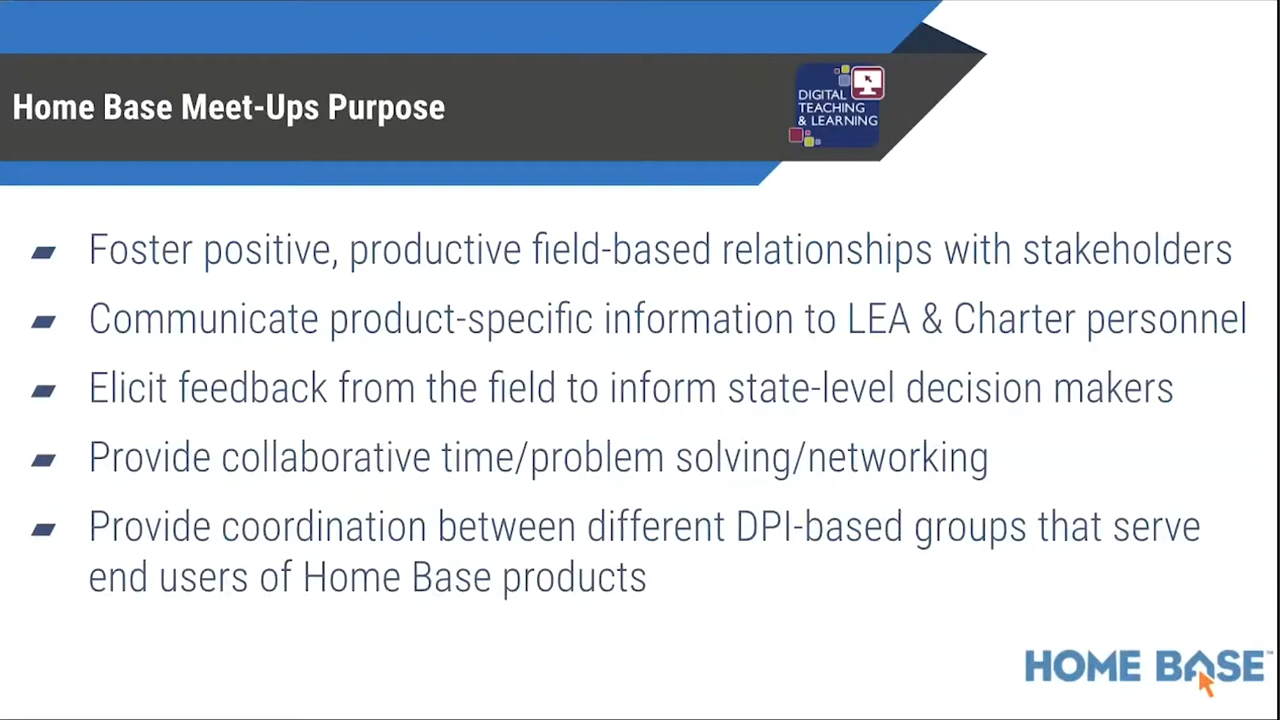 Home Base Meet-Ups Purpose
DIGITAL
TEACHING
& LEARNING
Foster positive, productive field-based relationships with stakeholders
Communicate product-specific information to LEA & Charter personnel
Elicit feedback from the field to inform state-level decision makers
Provide collaborative time/problem solving/networking
Provide coordination between different DPI-based groups that serve
end users of Home Base products
HOME BASE™